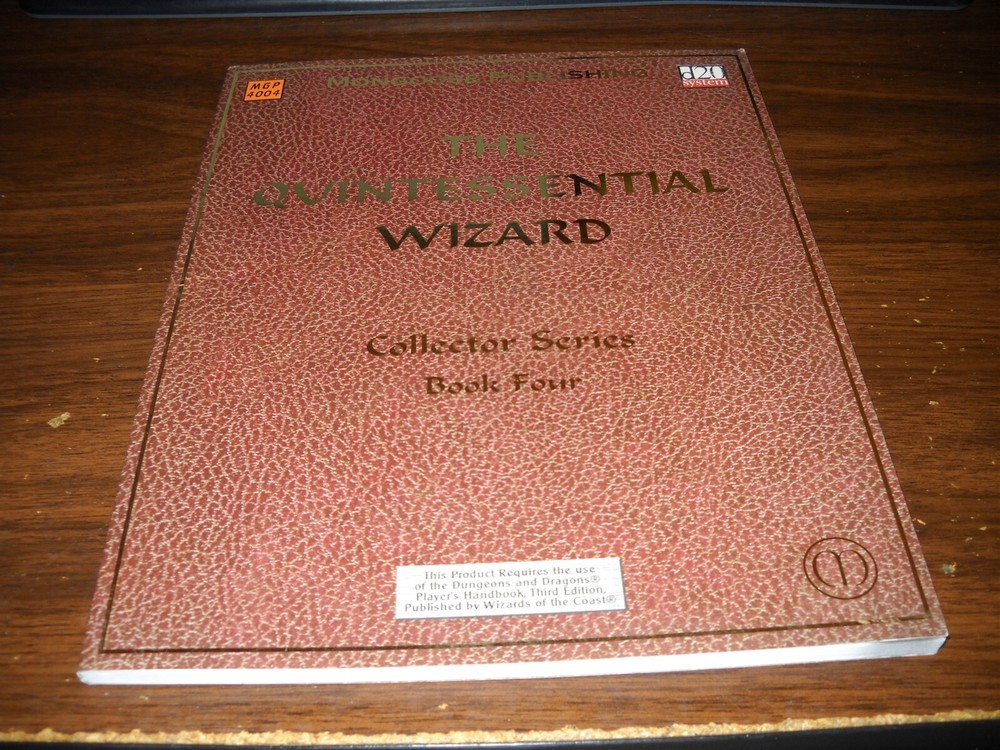 MONGOOSE PUBLISHING
MGP
4004
d20
system
THE
QUINTESSENTIAL
WIZARD
Collector Series
Book Four
This Product Requires the use
of the Dungeons and Dragons®
Player's Handbook, Third Edition,
Published by Wizards of the Coast®